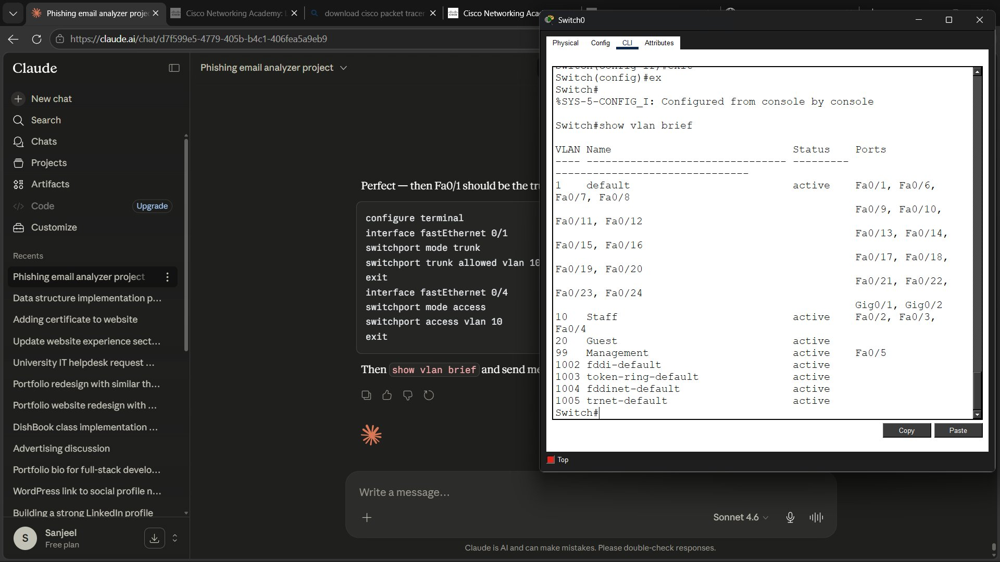 Phishing email analyzer proje
Cisco Networking Academy:
download cisco packet tracer
Cisco Networking Aca
https://claude.ai/chat/d7f599e5-4779-405b-b4c1-406fea5a9eb9
Claude
New chat
Search
Chats
Projects
Artifacts
Code
Upgrade
Customize
Recents
Phishing email analyzer project
Data structure implementation p...
Adding certificate to website
Update website experience sect...
University IT helpdesk request ...
Portfolio redesign with similar th...
Portfolio website redesign with ...
DishBook class implementation ...
Advertising discussion
Portfolio bio for full-stack develo...
WordPress link to social profile n...
Building a strong LinkedIn profile
S
Sanjeel
Free plan
Phishing email analyzer project
Perfect — then Fa0/1 should be the
configure terminal
interface fastEthernet 0/1
switchport mode trunk
switchport trunk allowed vlan 10
exit
interface fastEthernet 0/4
switchport mode access
switchport access vlan 10
exit
Then show vlan brief and send me
Write a message...
Sonnet 4.6
Claude is AI and can make mistakes. Please double-check responses.
Switch0
Physical Config CLI Attributes
Switch(config-if)#exit
Switch(config)#ex
Switch#
%SYS-5-CONFIG_I: Configured from console by console
Switch#show vlan brief
VLAN Name Status Ports
---- -------------------------------- ---------
-------------------------------
1 default active Fa0/1, Fa0/6,
Fa0/7, Fa0/8
Fa0/9, Fa0/10,
Fa0/11, Fa0/12
Fa0/13, Fa0/14,
Fa0/15, Fa0/16
Fa0/17, Fa0/18,
Fa0/19, Fa0/20
Fa0/21, Fa0/22,
Fa0/23, Fa0/24
Gig0/1, Gig0/2
10 Staff active Fa0/2, Fa0/3,
Fa0/4
20 Guest active
99 Management active Fa0/5
1002 fddi-default active
1003 token-ring-default active
1004 fddinet-default active
1005 trnet-default active
Switch#
Copy
Paste
Top